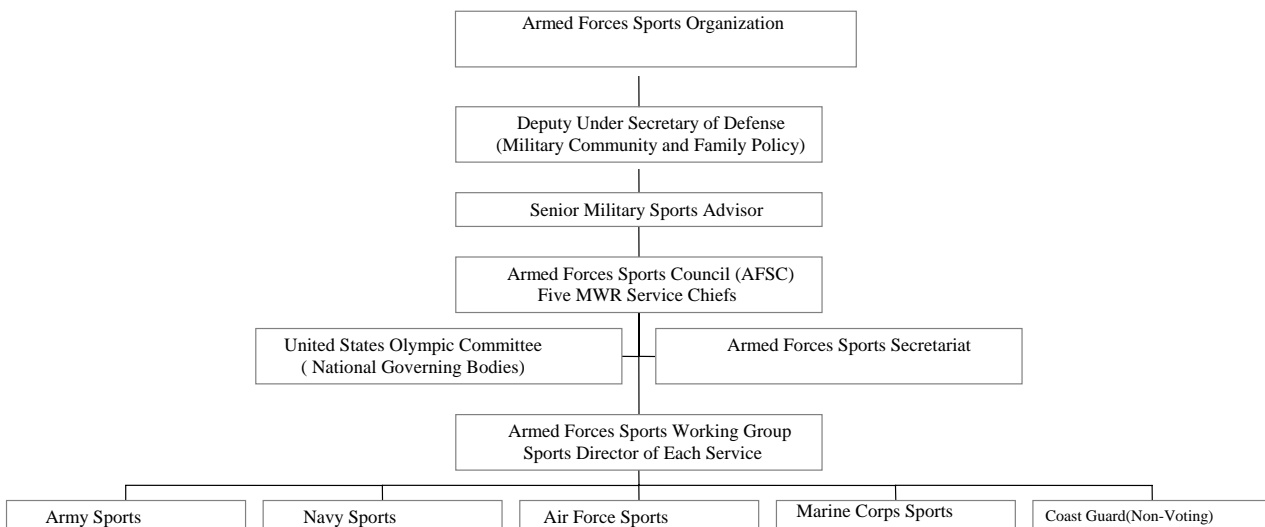 Armed Forces Sports Organization
Deputy Under Secretary of Defense
(Military Community and Family Policy)
Senior Military Sports Advisor
Armed Forces Sports Council (AFSC)
Five MWR Service Chiefs
United States Olympic Committee
( National Governing Bodies)
Armed Forces Sports Secretariat
Armed Forces Sports Working Group
Sports Director of Each Service
Army Sports
Navy Sports
Air Force Sports
Marine Corps Sports
Coast Guard(Non-Voting)